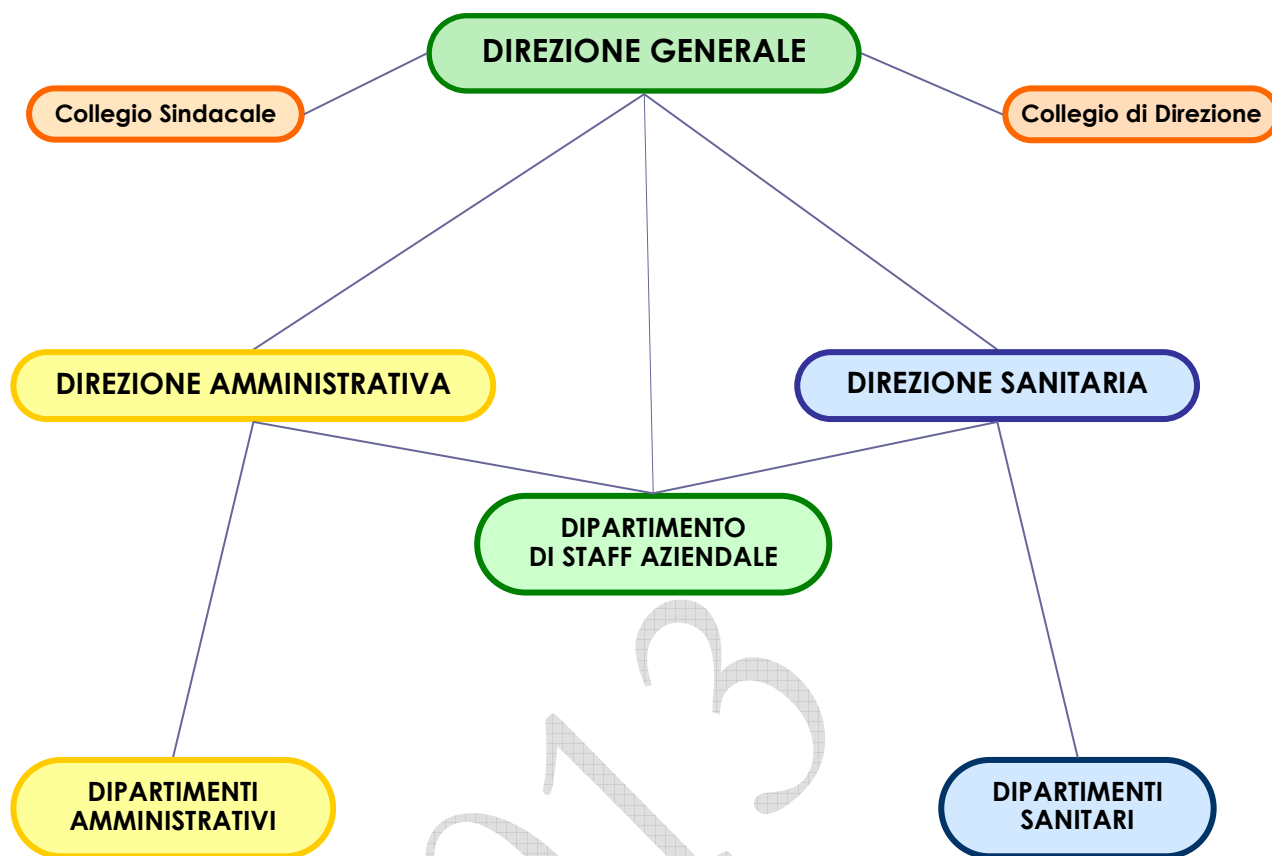 DIREZIONE GENERALE
Collegio Sindacale
Collegio di Direzione
DIREZIONE AMMINISTRATIVA
DIREZIONE SANITARIA
DIPARTIMENTO
DI STAFF AZIENDALE
DIPARTIMENTI
AMMINISTRATIVI
DIPARTIMENTI
SANITARI